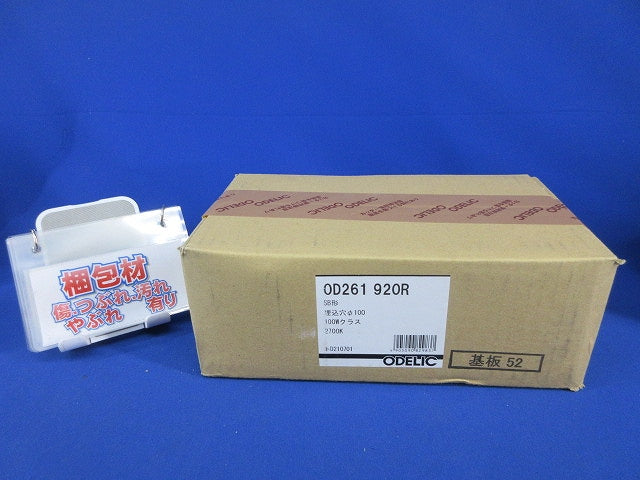 梱包材
傷、つぶれ、汚れ
やぶれ 有り
ODELIC
OD261 920R
SB形
埋込穴φ100
100Wクラス
2700K
ODELIC
基板 52